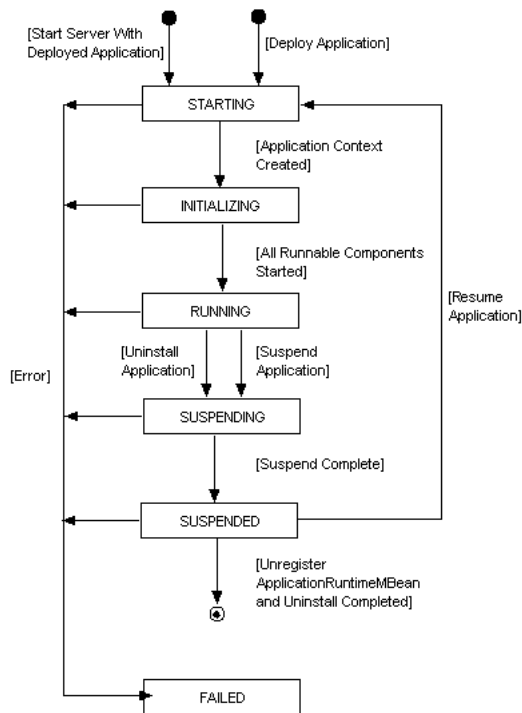 [Start Server With
Deployed Application]
[Deploy Application]
STARTING
[Application Context
Created]
INITIALIZING
[All Runnable Components
Started]
RUNNING
[Resume
Application]
[Uninstall
Application]
[Suspend
Application]
[Error]
SUSPENDING
[Suspend Complete]
SUSPENDED
[Unregister
ApplicationRuntimeMBean
and Uninstall Completed]
FAILED